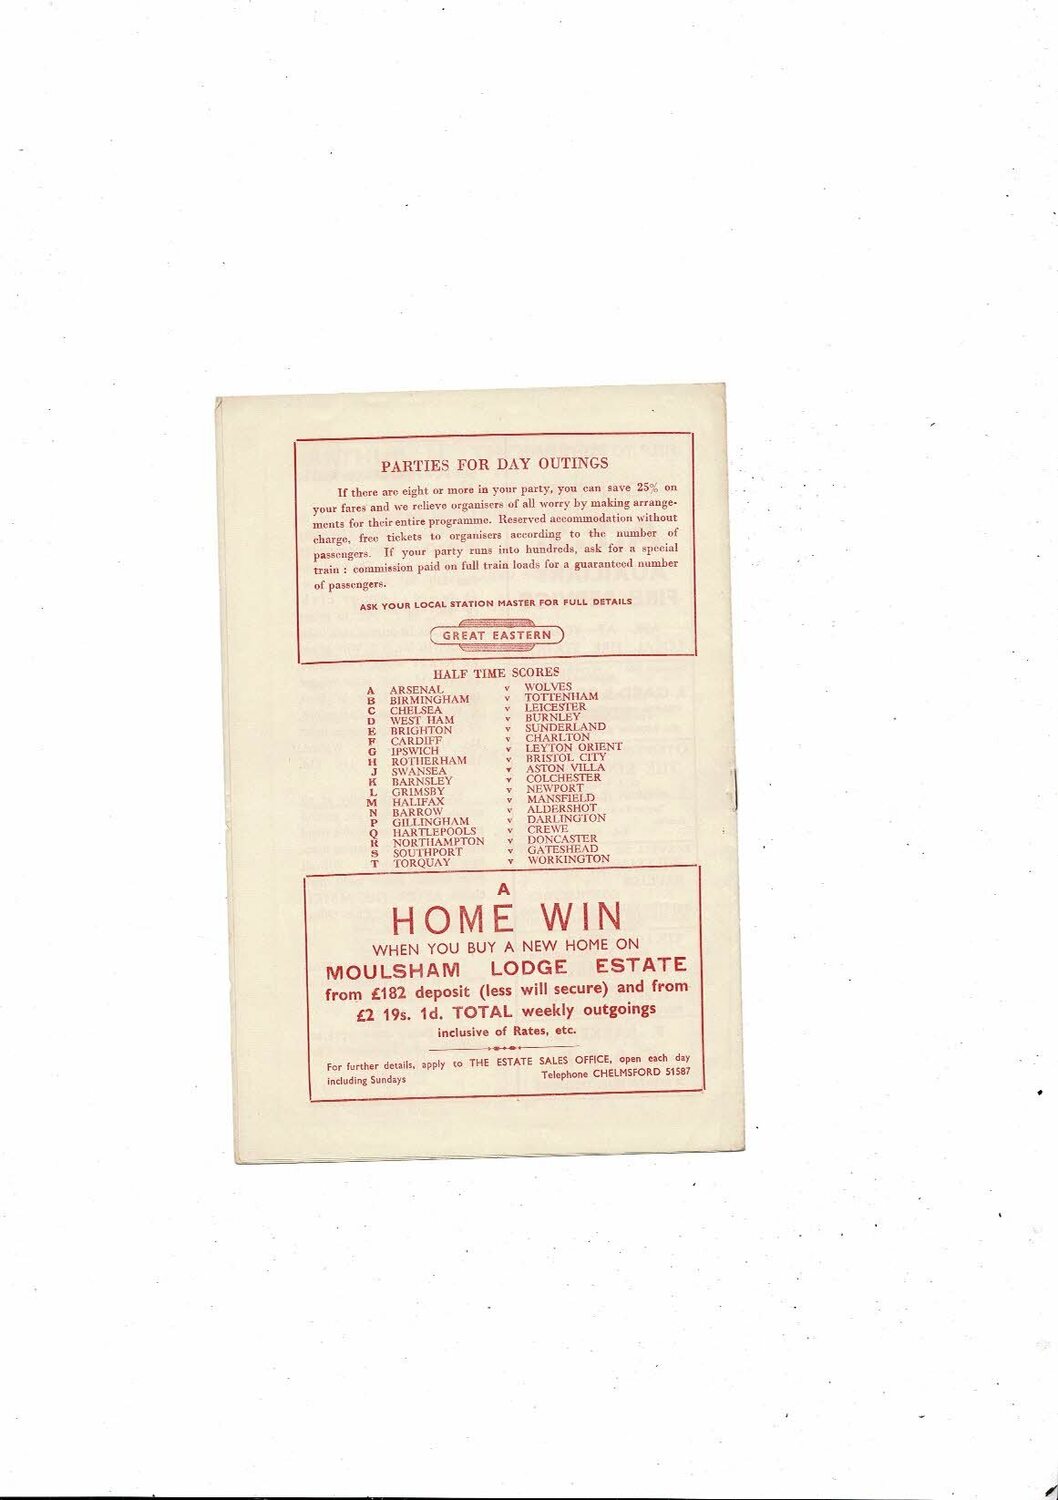 PARTIES FOR DAY OUTINGS
If there are eight or more in your party, you can save 25% on
your fares and we relieve organisers of all worry by making arrange-
ments for their entire programme. Reserved accommodation without
charge, free tickets to organisers according to the number of
passengers. If your party runs into hundreds, ask for a special
train : commission paid on full train loads for a guaranteed number
of passengers.
ASK YOUR LOCAL STATION MASTER FOR FULL DETAILS
GREAT EASTERN
HALF TIME SCORES
A ARSENAL v WOLVES
B BIRMINGHAM v TOTTENHAM
C CHELSEA v LEICESTER
D WEST HAM v BURNLEY
E BRIGHTON v SUNDERLAND
F CARDIFF v CHARLTON
G IPSWICH v LEYTON ORIENT
H ROTHERHAM v BRISTOL CITY
J SWANSEA v ASTON VILLA
K BARNSLEY v COLCHESTER
L GRIMSBY v NEWPORT
M HALIFAX v MANSFIELD
N BARROW v ALDERSHOT
P GILLINGHAM v DARLINGTON
Q HARTLEPOOLS v CREWE
R NORTHAMPTON v DONCASTER
S SOUTHPORT v GATESHEAD
T TORQUAY v WORKINGTON
A
HOME WIN
WHEN YOU BUY A NEW HOME ON
MOULSHAM LODGE ESTATE
from £182 deposit (less will secure) and from
£2 19s. 1d. TOTAL weekly outgoings
inclusive of Rates, etc.
For further details, apply to THE ESTATE SALES OFFICE, open each day
including Sundays Telephone CHELMSFORD 51587